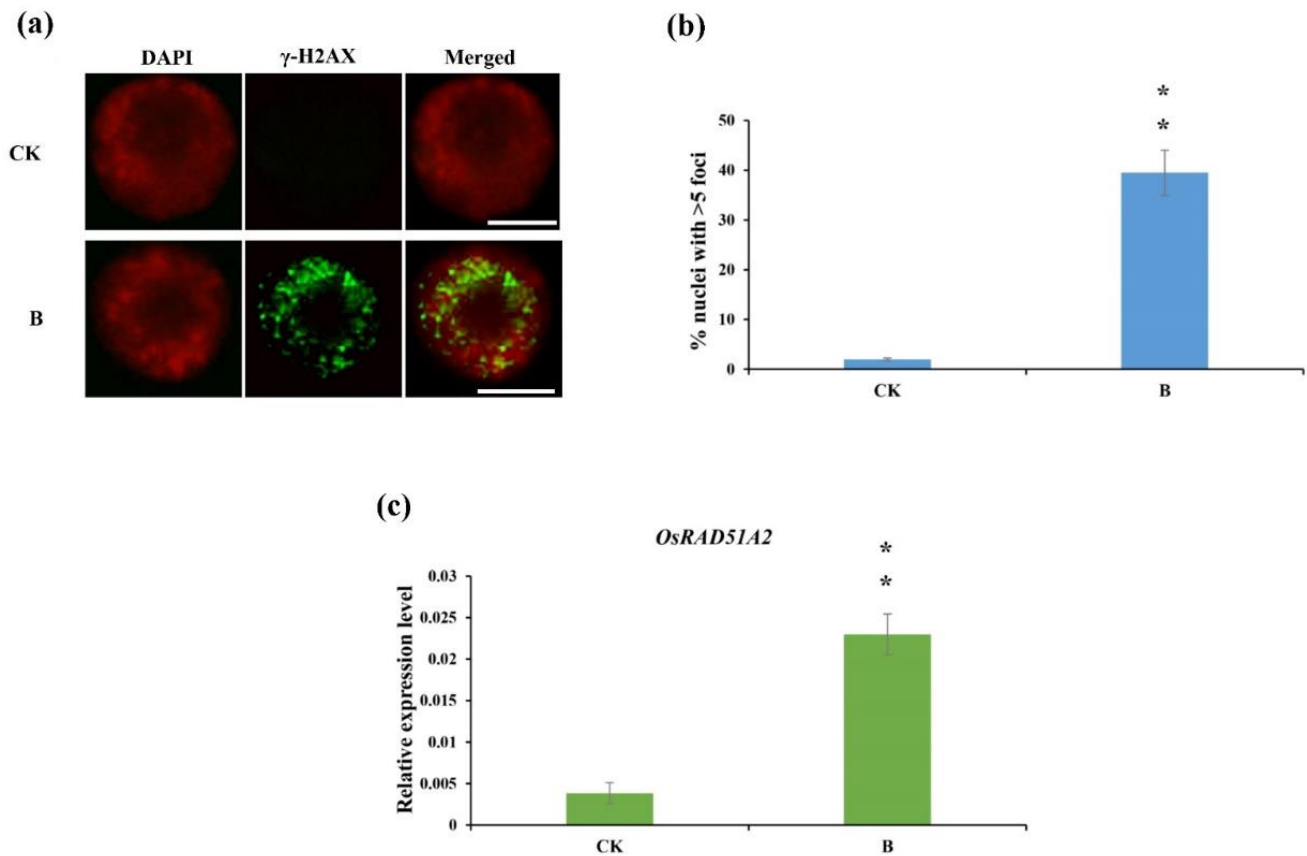 (a)
DAPI γ-H2AX Merged
CK
B
(b)
*
*
50
40
30
20
10
0
% nuclei with >5 foci
CK B
(c)
OsRAD51A2
*
*
0.03
0.025
0.02
0.015
0.01
0.005
0
Relative expression level
CK B